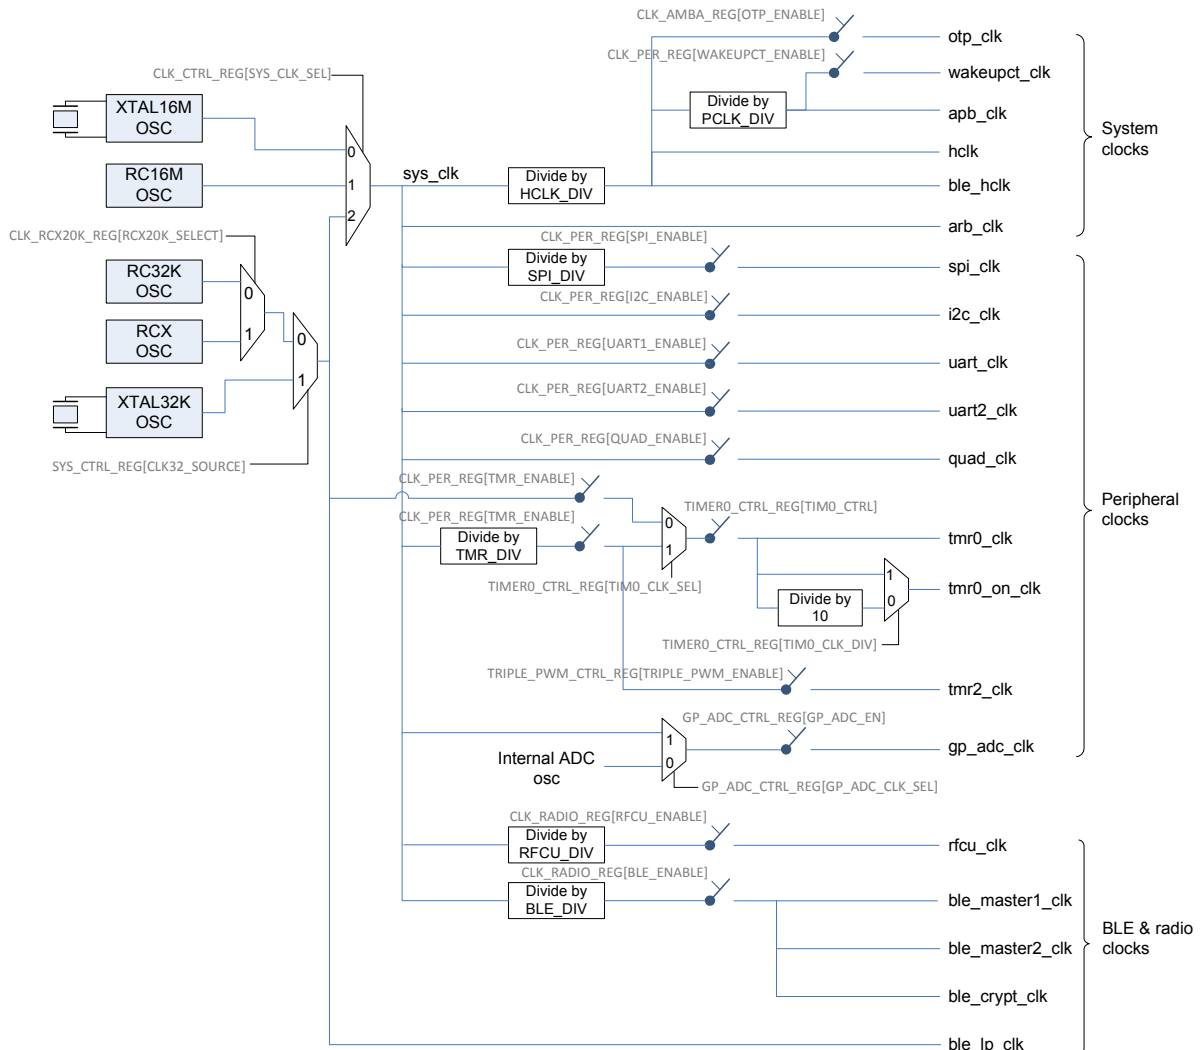 CLK_AMBA_REG[OTP_ENABLE]
otp_clk
CLK_PER_REG[WAKEUPCT_ENABLE]
wakeupct_clk
CLK_CTRL_REG[SYS_CLK_SEL]
XTAL16M
OSC
Divide by
PCLK_DIV
apb_clk
System
clocks
0
hclk
RC16M
OSC
1
sys_clk
Divide by
HCLK_DIV
ble_hclk
2
arb_clk
CLK_RCX20K_REG[RCX20K_SELECT]
CLK_PER_REG[SPI_ENABLE]
RC32K
OSC
Divide by
SPI_DIV
spi_clk
0
CLK_PER_REG[I2C_ENABLE]
i2c_clk
RCX
OSC
1
0
CLK_PER_REG[UART1_ENABLE]
uart_clk
1
XTAL32K
OSC
CLK_PER_REG[UART2_ENABLE]
uart2_clk
CLK_PER_REG[QUAD_ENABLE]
quad_clk
SYS_CTRL_REG[CLK32_SOURCE]
CLK_PER_REG[TMR_ENABLE]
TIMER0_CTRL_REG[TIM0_CTRL]
Peripheral
clocks
CLK_PER_REG[TMR_ENABLE]
0
Divide by
TMR_DIV
1
tmr0_clk
TIMER0_CTRL_REG[TIM0_CLK_SEL]
1
tmr0_on_clk
Divide by
10
0
TIMER0_CTRL_REG[TIM0_CLK_DIV]
TRIPLE_PWM_CTRL_REG[TRIPLE_PWM_ENABLE]
tmr2_clk
GP_ADC_CTRL_REG[GP_ADC_EN]
1
gp_adc_clk
Internal ADC
osc
0
GP_ADC_CTRL_REG[GP_ADC_CLK_SEL]
CLK_RADIO_REG[RFCU_ENABLE]
Divide by
RFCU_DIV
rfcu_clk
CLK_RADIO_REG[BLE_ENABLE]
Divide by
BLE_DIV
ble_master1_clk
BLE & radio
clocks
ble_master2_clk
ble_crypt_clk
ble_lp_clk